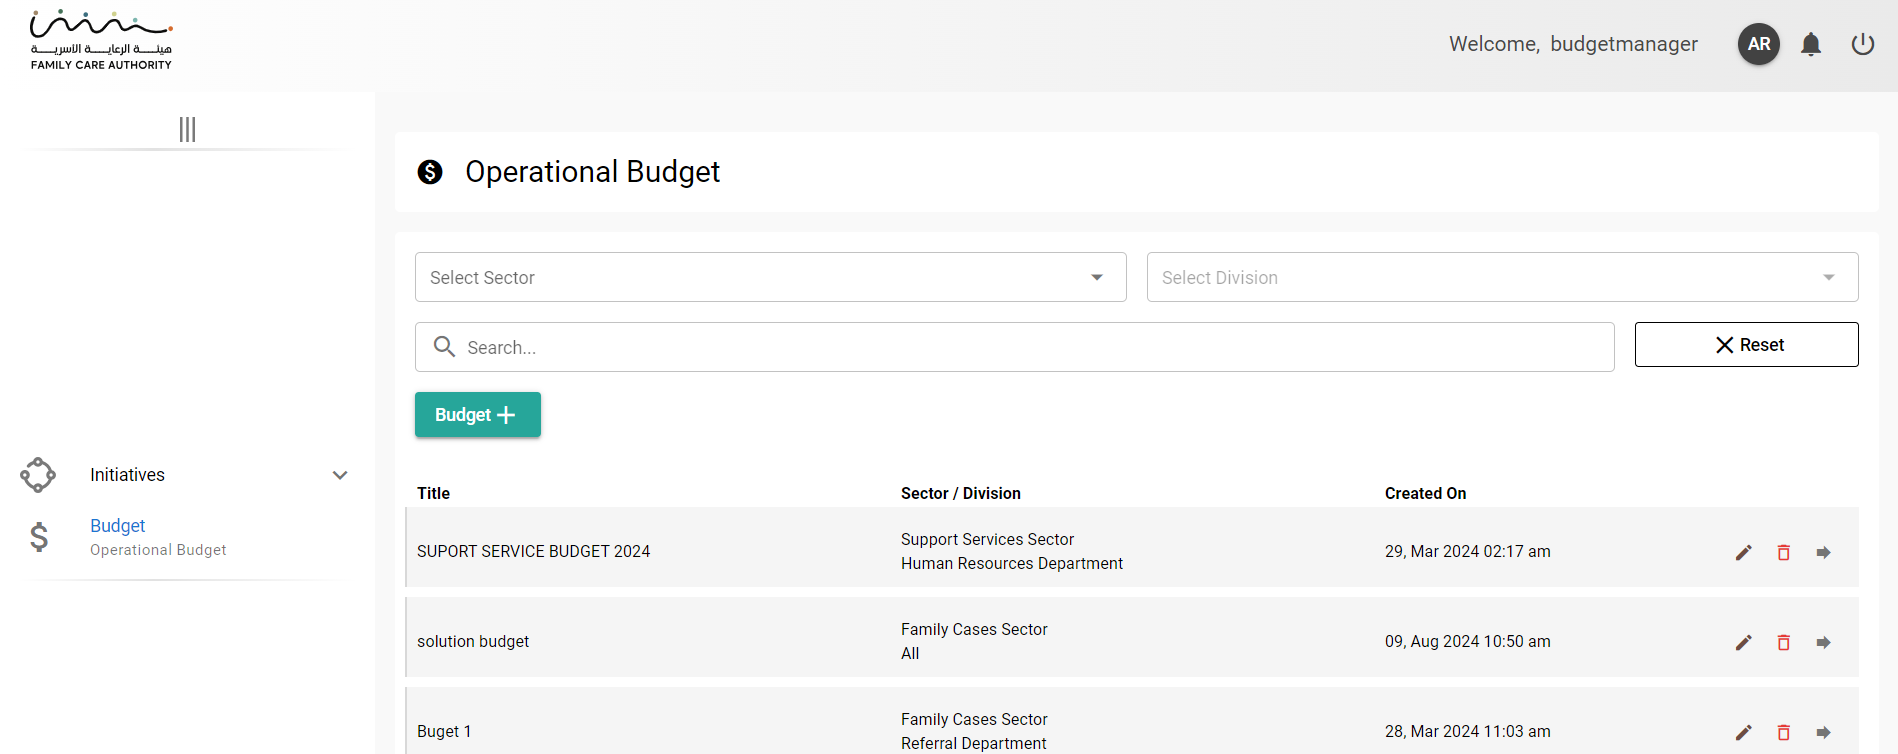 هيئة الرعاية الأسرية
FAMILY CARE AUTHORITY
Welcome, budgetmanager
AR
Operational Budget
Select Sector
Select Division
Search...
Reset
Budget
Initiatives
Budget
Operational Budget
Title Sector / Division Created On
SUPORT SERVICE BUDGET 2024
Support Services Sector
Human Resources Department
29, Mar 2024 02:17 am
solution budget
Family Cases Sector
All
09, Aug 2024 10:50 am
Buget 1
Family Cases Sector
Referral Department
28, Mar 2024 11:03 am